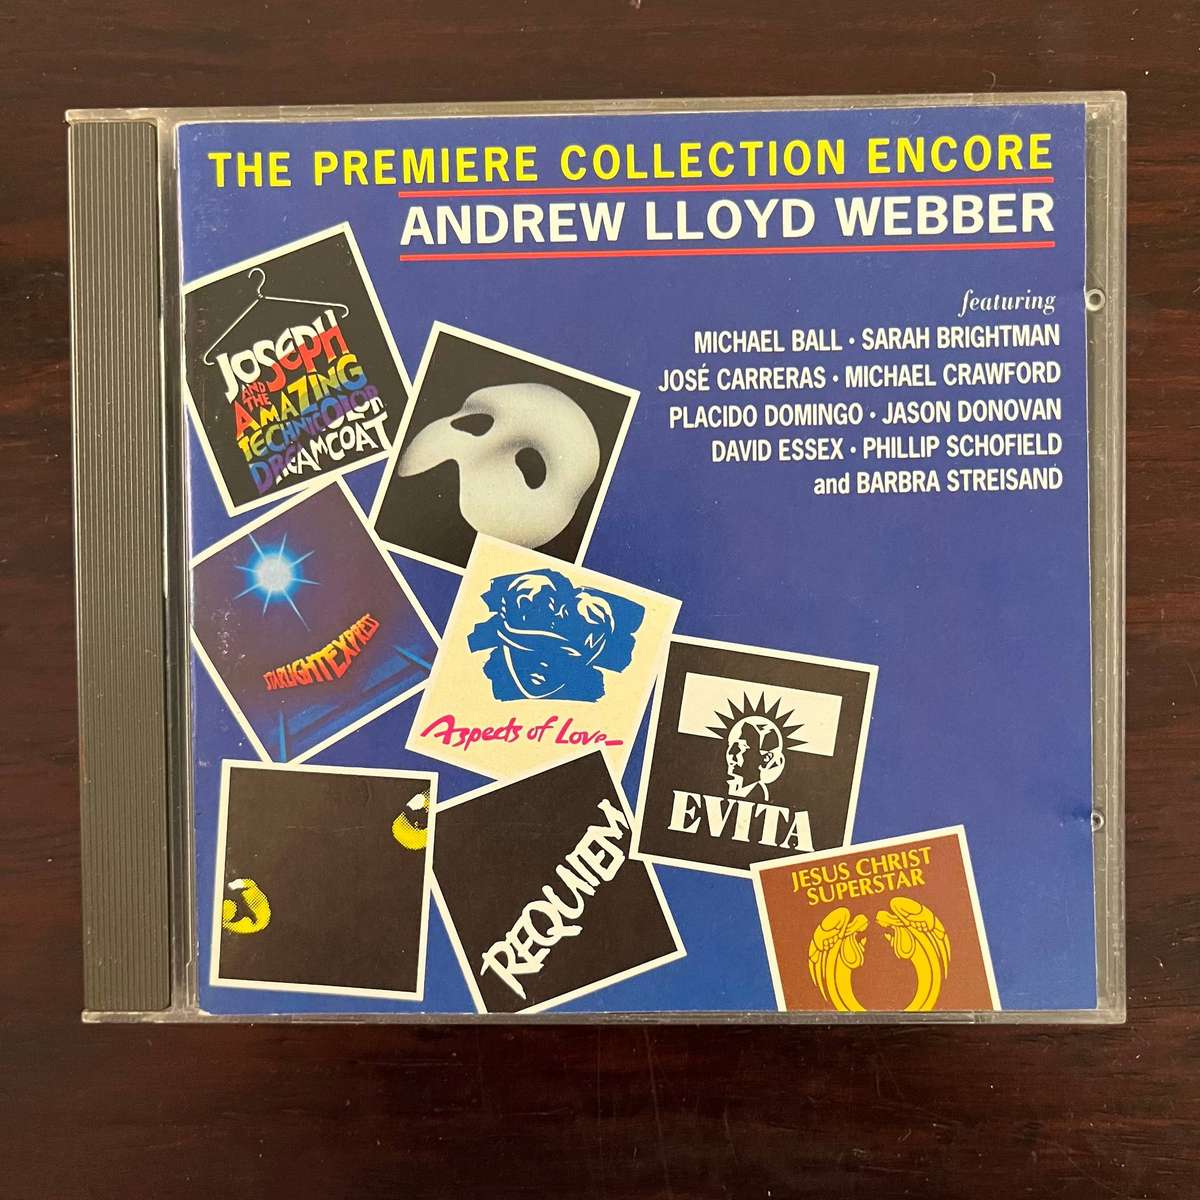 THE PREMIERE COLLECTION ENCORE
ANDREW LLOYD WEBBER
featuring
MICHAEL BALL · SARAH BRIGHTMAN
JOSÉ CARRERAS · MICHAEL CRAWFORD
PLACIDO DOMINGO · JASON DONOVAN
DAVID ESSEX · PHILLIP SCHOFIELD
and BARBRA STREISAND
JOSEPH
AND THE
AMAZING
TECHNICOLOR
DREAMCOAT
STARLIGHT EXPRESS
Aspects of Love
EVITA
REQUIEM
JESUS CHRIST
SUPERSTAR